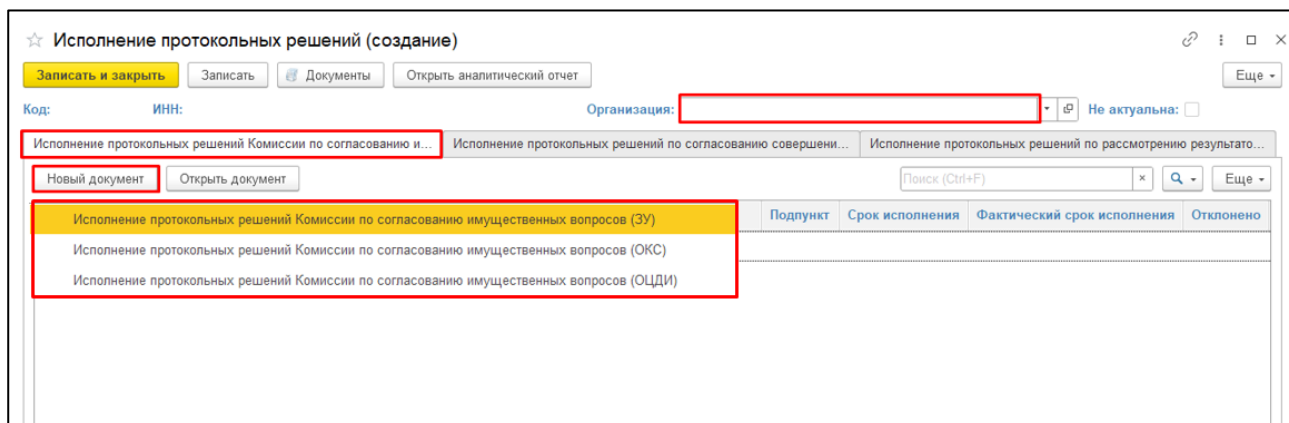 Исполнение протокольных решений (создание)
Записать и закрыть Записать Документы Открыть аналитический отчет Еще
Код: ИНН: Организация: Не актуальна:
Исполнение протокольных решений Комиссии по согласованию и... Исполнение протокольных решений по согласованию совершени... Исполнение протокольных решений по рассмотрению результато...
Новый документ Открыть документ Поиск (Ctrl+F) × Еще
Исполнение протокольных решений Комиссии по согласованию имущественных вопросов (ЗУ) Подпункт Срок исполнения Фактический срок исполнения Отклонено
Исполнение протокольных решений Комиссии по согласованию имущественных вопросов (ОКС)
Исполнение протокольных решений Комиссии по согласованию имущественных вопросов (ОЦДИ)